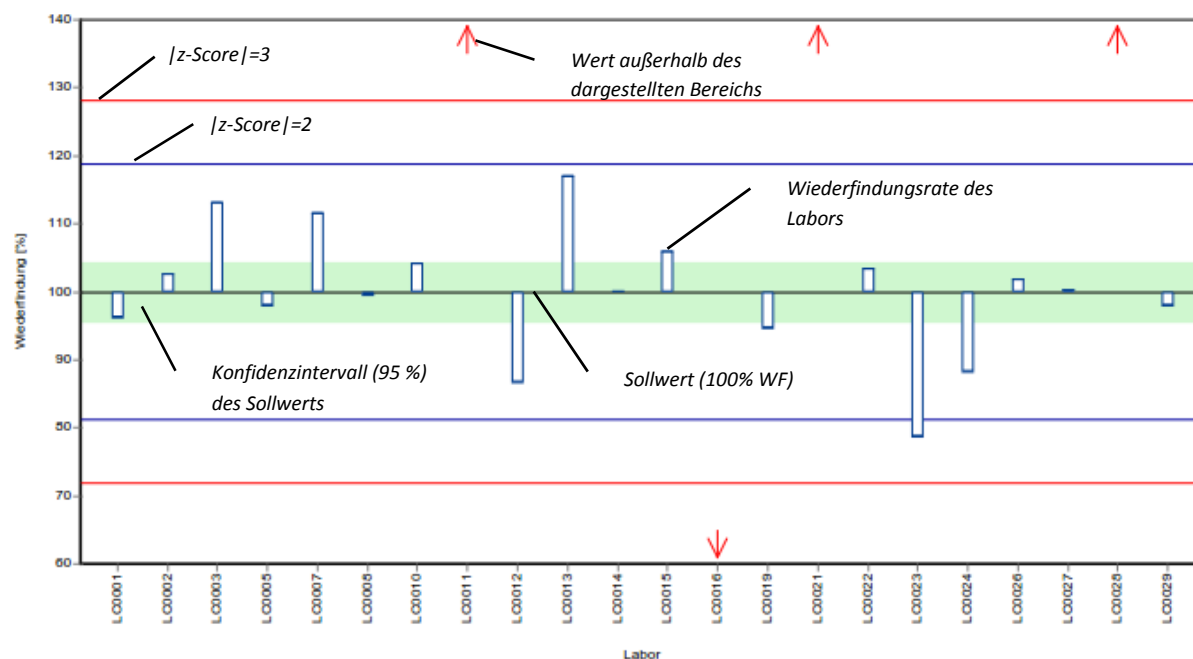 140
130
120
110
100
90
80
70
60
Wiederfindung [%]
|z-Score|=3
|z-Score|=2
Wert außerhalb des
dargestellten Bereichs
Wiederfindungsrate des
Labors
Konfidenzintervall (95 %)
des Sollwerts
Sollwert (100% WF)
LC0001
LC0002
LC0003
LC0005
LC0007
LC0008
LC0010
LC0011
LC0012
LC0013
LC0014
LC0015
LC0016
LC0019
LC0021
LC0022
LC0023
LC0024
LC0026
LC0027
LC0028
LC0029
Labor